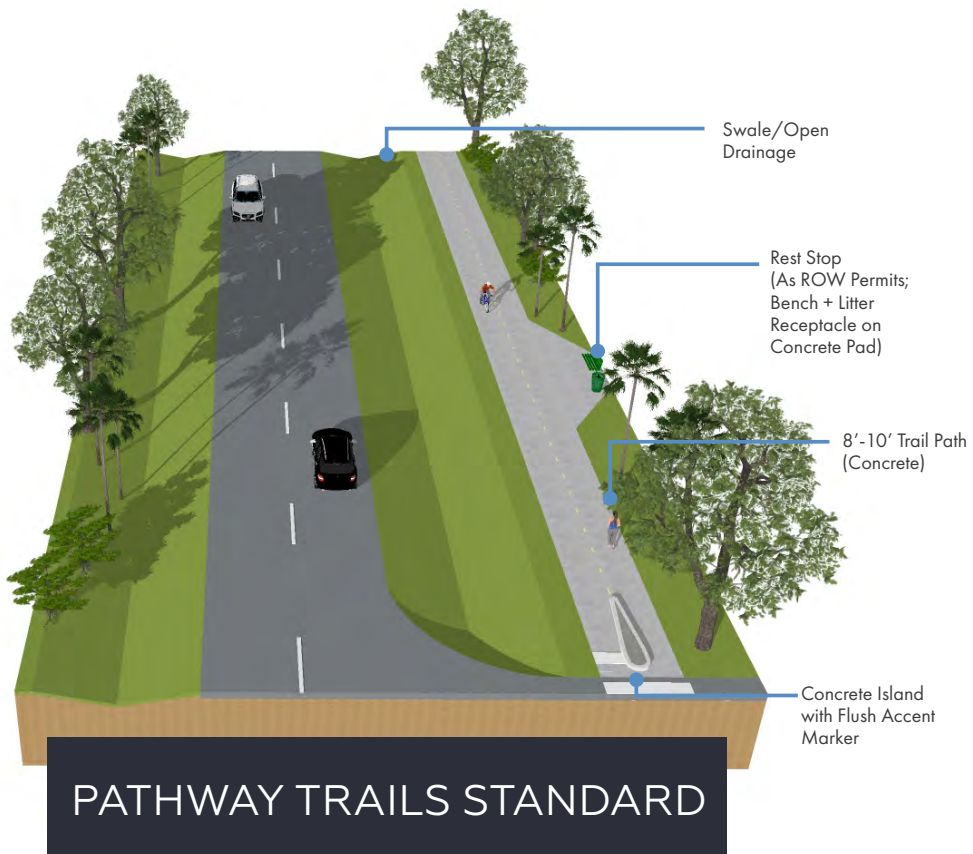 Swale/Open
Drainage
Rest Stop
(As ROW Permits;
Bench + Litter
Receptacle on
Concrete Pad)
8’-10’ Trail Path
(Concrete)
Concrete Island
with Flush Accent
Marker
PATHWAY TRAILS STANDARD